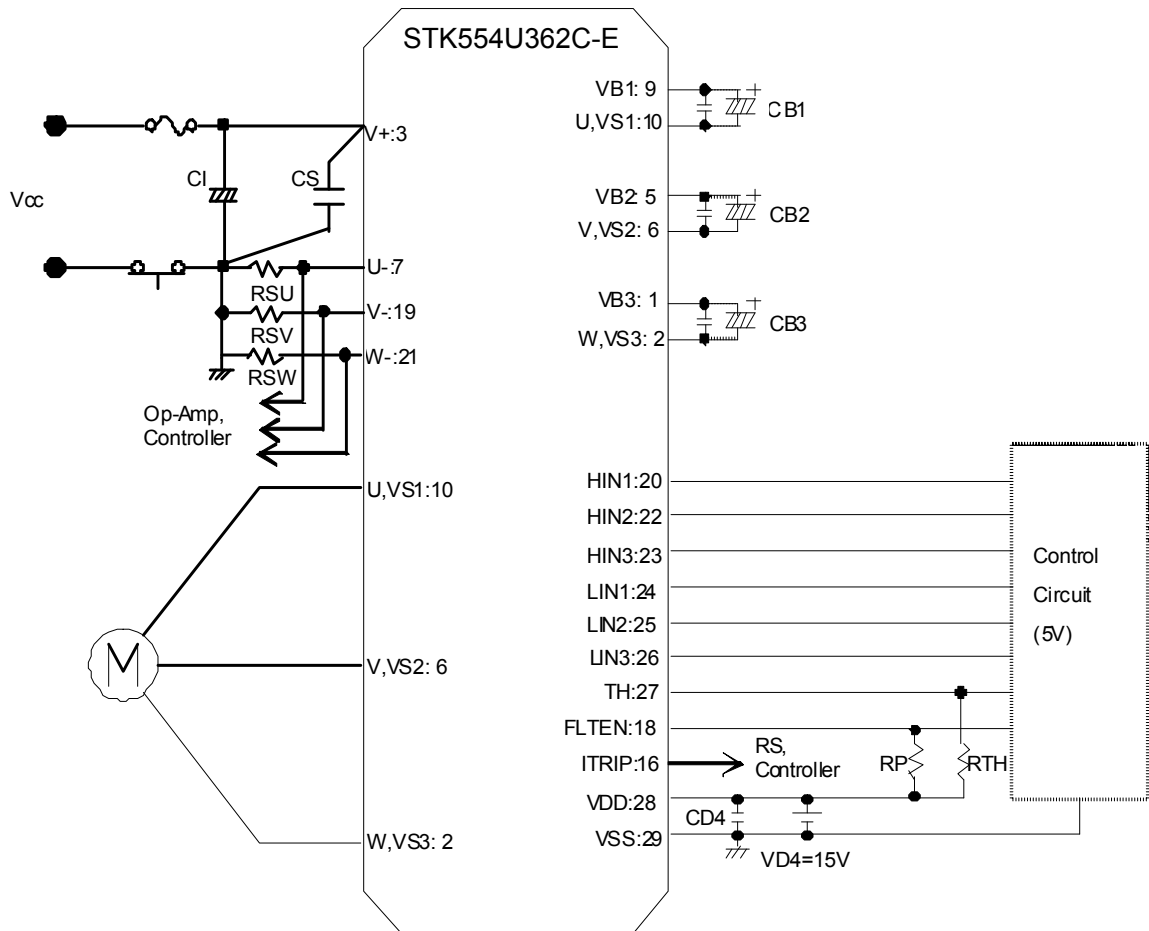 STK554U362C-E
VB1: 9
CB1
U,VS1:10
V+:3
CI
CS
Vcc
VB2: 5
CB2
V,VS2: 6
U-:7
RSU
V-:19
RSV
W-:21
RSW
VB3: 1
CB3
W,VS3: 2
Op-Amp,
Controller
U,VS1:10
M
V,VS2: 6
W,VS3: 2
HIN1:20
HIN2:22
HIN3:23
LIN1:24
LIN2:25
LIN3:26
TH:27
FLTEN:18
ITRIP:16
RS,
Controller
RP
RTH
VDD:28
CD4
VSS:29
VD4=15V
Control
Circuit
(5V)